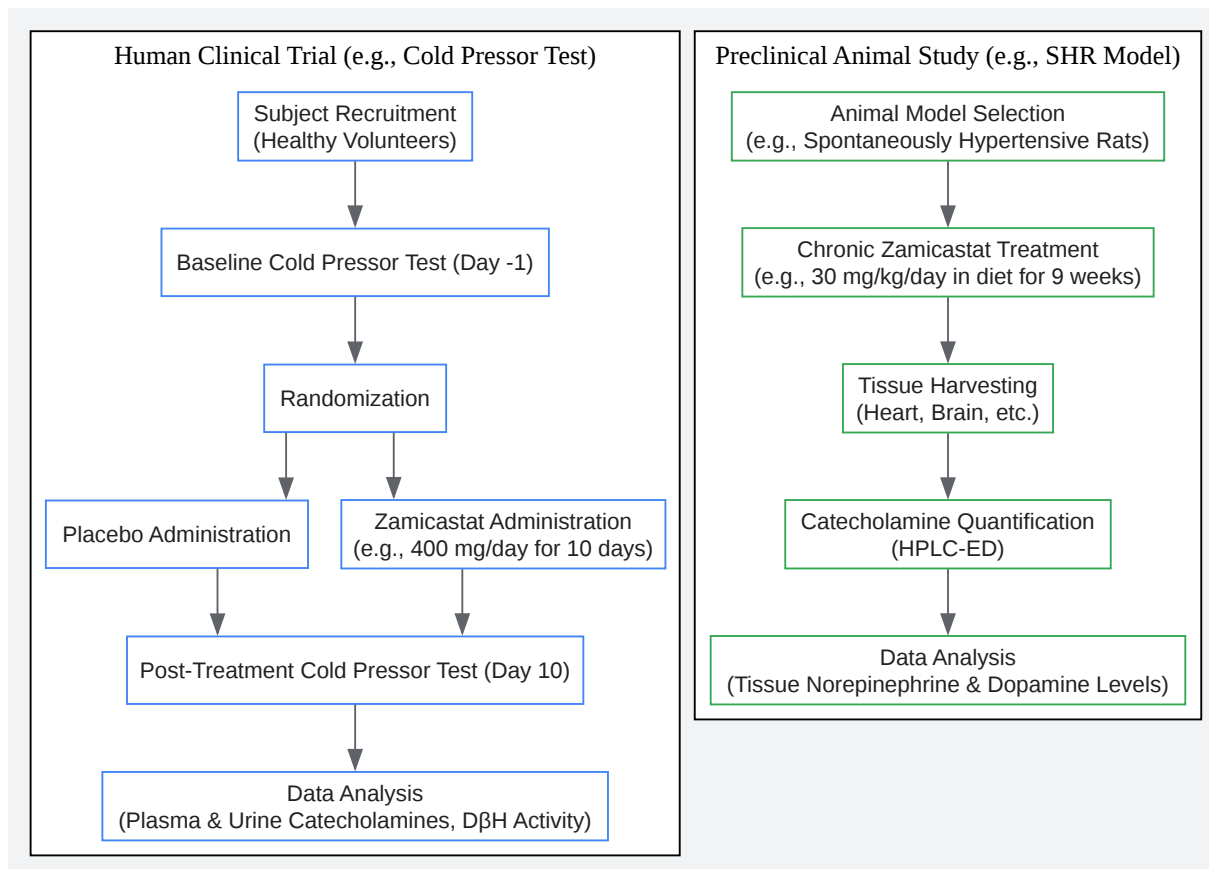 Human Clinical Trial (e.g., Cold Pressor Test)
Subject Recruitment
(Healthy Volunteers)
Baseline Cold Pressor Test (Day -1)
Randomization
Placebo Administration
Zamicastat Administration
(e.g., 400 mg/day for 10 days)
Post-Treatment Cold Pressor Test (Day 10)
Data Analysis
(Plasma & Urine Catecholamines, DβH Activity)
Preclinical Animal Study (e.g., SHR Model)
Animal Model Selection
(e.g., Spontaneously Hypertensive Rats)
Chronic Zamicastat Treatment
(e.g., 30 mg/kg/day in diet for 9 weeks)
Tissue Harvesting
(Heart, Brain, etc.)
Catecholamine Quantification
(HPLC-ED)
Data Analysis
(Tissue Norepinephrine & Dopamine Levels)